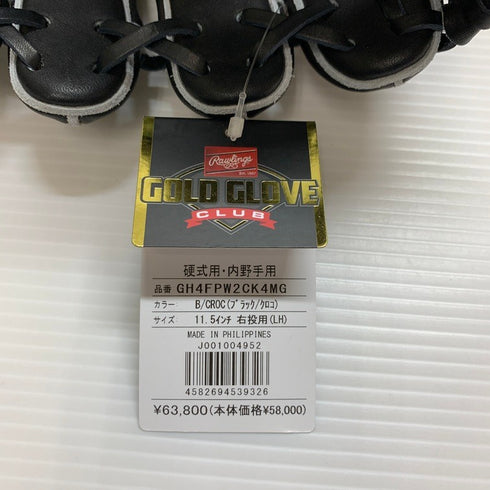 Rawlings
GOLD GLOVE
CLUB
硬式用・内野手用
品番 GH4FPW2CK4MG
カラー: B/CROC(ブラック/クロコ)
サイズ: 11.5インチ 右投用(LH)
MADE IN PHILIPPINES
J001004952
4582694539326
¥63,800(本体価格¥58,000)